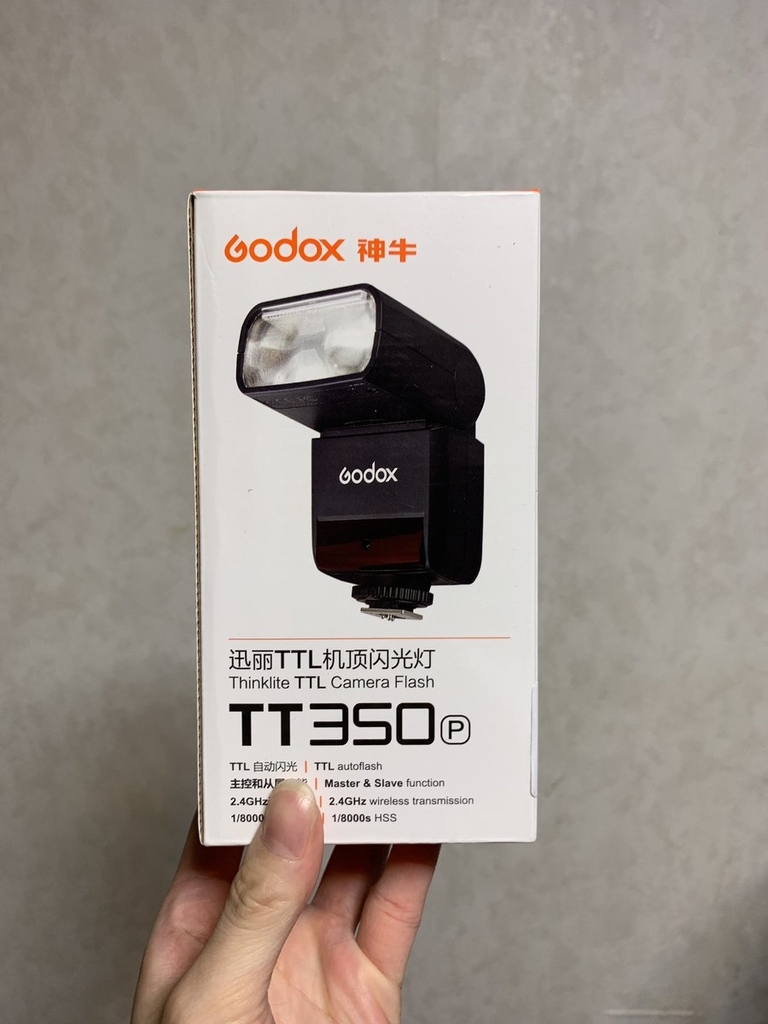 Godox 神牛
Godox
迅丽TTL机顶闪光灯
Thinklite TTL Camera Flash
TT350 P
TTL 自动闪光 | TTL autoflash
主控和从属 | Master & Slave function
2.4GHz | 2.4GHz wireless transmission
1/8000 | 1/8000s HSS